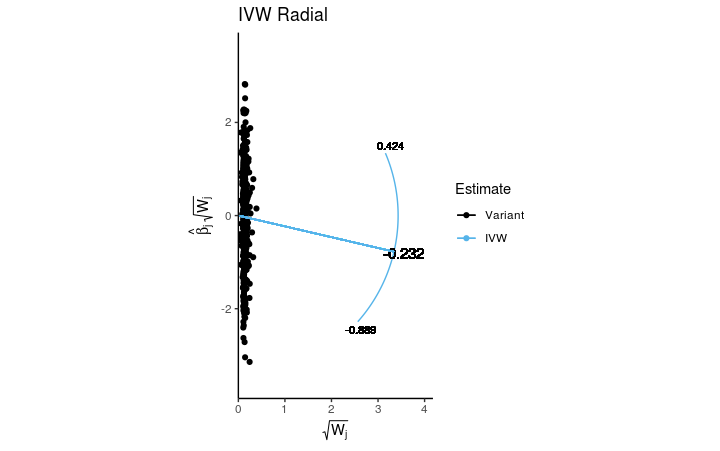 IVW Radial
β̂ⱼ√Wⱼ
2
0
-2
0.424
-0.232
-0.889
0 1 2 3 4
√Wⱼ
Estimate
Variant
IVW